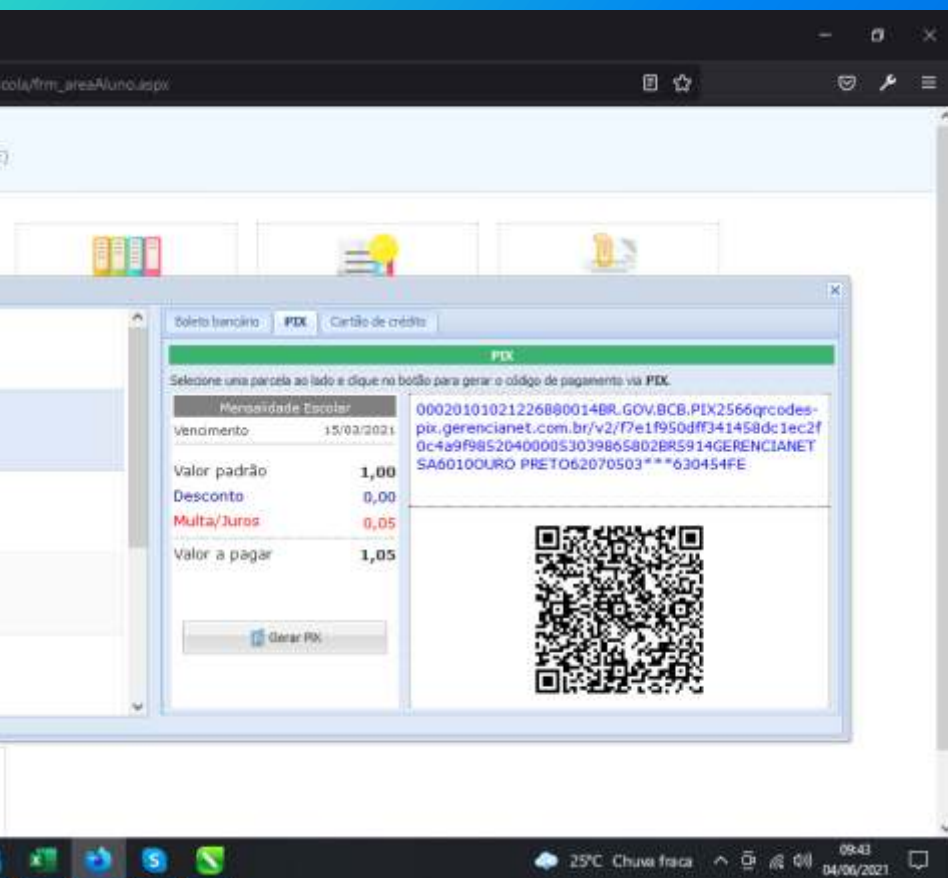 cola/frm_areaAluno.aspx
Boleto bancário
PIX
Cartão de crédito
PIX
Selecione uma parcela ao lado e clique no botão para gerar o código de pagamento via PIX.
Mensalidade Escolar
Vencimento 15/03/2021
Valor padrão 1,00
Desconto 0,00
Multa/Juros 0,05
Valor a pagar 1,05
Gerar PIX
00020101021226880014BR.GOV.BCB.PIX2566qrcodes-
pix.gerencianet.com.br/v2/f7e1f950dff341458dc1ec2f
0c4a9f9852040000530398658​02BR5914GERENCIANET
SA6010OURO PRETO62070503***630454FE
25°C Chuva fraca
09:43
04/06/2021